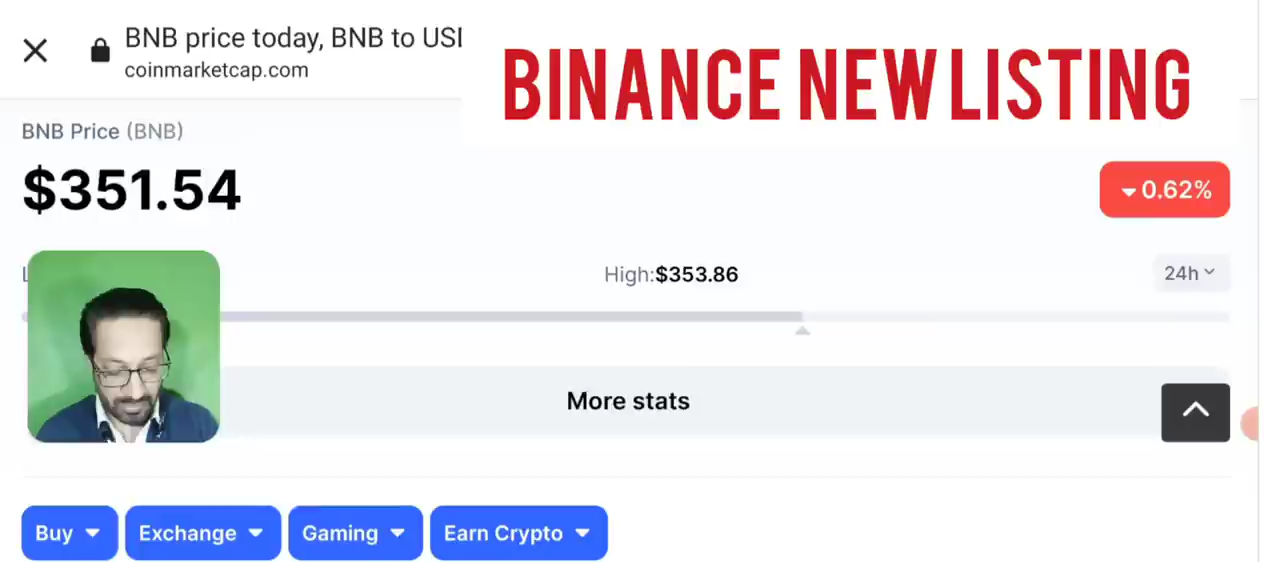 BNB price today, BNB to USD
coinmarketcap.com
BINANCE NEW LISTING
BNB Price (BNB)
$351.54
0.62%
High:$353.86
24h
More stats
Buy
Exchange
Gaming
Earn Crypto